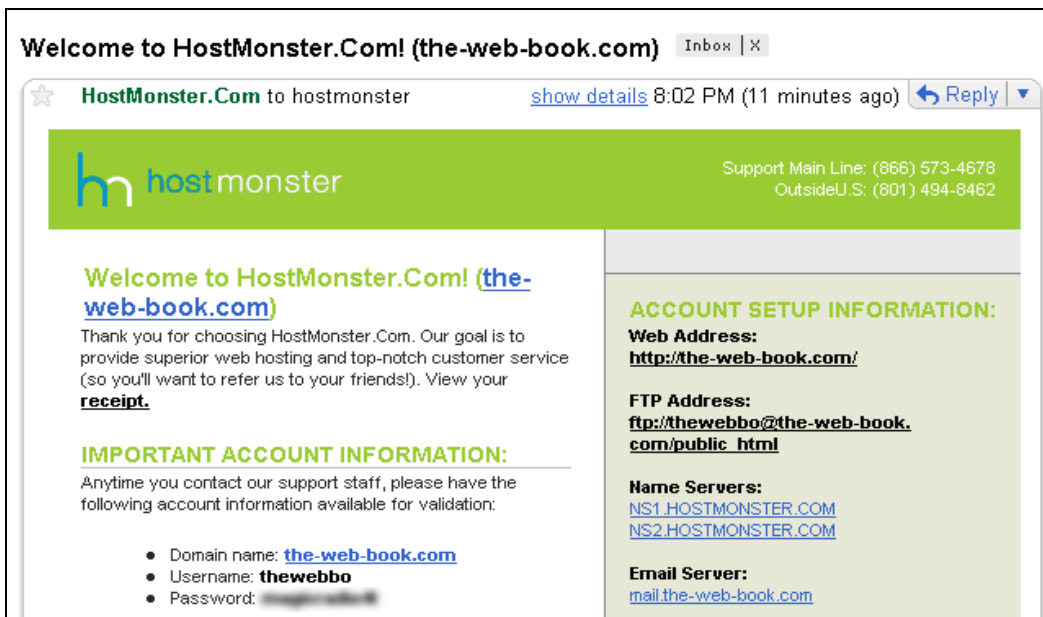 Welcome to HostMonster.Com! (the-web-book.com) Inbox X
HostMonster.Com to hostmonster show details 8:02 PM (11 minutes ago) Reply
hn hostmonster
Support Main Line: (866) 573-4678
OutsideU.S: (801) 494-8462
Welcome to HostMonster.Com! (the-
web-book.com)
Thank you for choosing HostMonster.Com. Our goal is to
provide superior web hosting and top-notch customer service
(so you'll want to refer us to your friends!). View your
receipt.
IMPORTANT ACCOUNT INFORMATION:
Anytime you contact our support staff, please have the
following account information available for validation:
• Domain name: the-web-book.com
• Username: thewebbo
• Password:
ACCOUNT SETUP INFORMATION:
Web Address:
http://the-web-book.com/
FTP Address:
ftp://thewebbo@the-web-book.
com/public_html
Name Servers:
NS1.HOSTMONSTER.COM
NS2.HOSTMONSTER.COM
Email Server:
mail.the-web-book.com